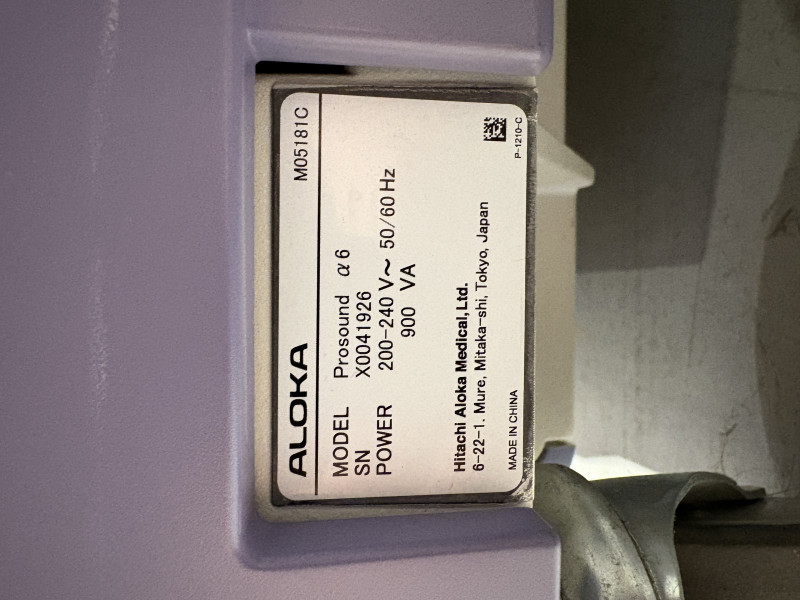 ALOKA M05181C
MODEL Prosound α6
SN X0041926
POWER 200-240 V~ 50/60 Hz
900 VA
Hitachi Aloka Medical,Ltd.
6-22-1. Mure, Mitaka-shi, Tokyo, Japan
MADE IN CHINA
P-1210-C